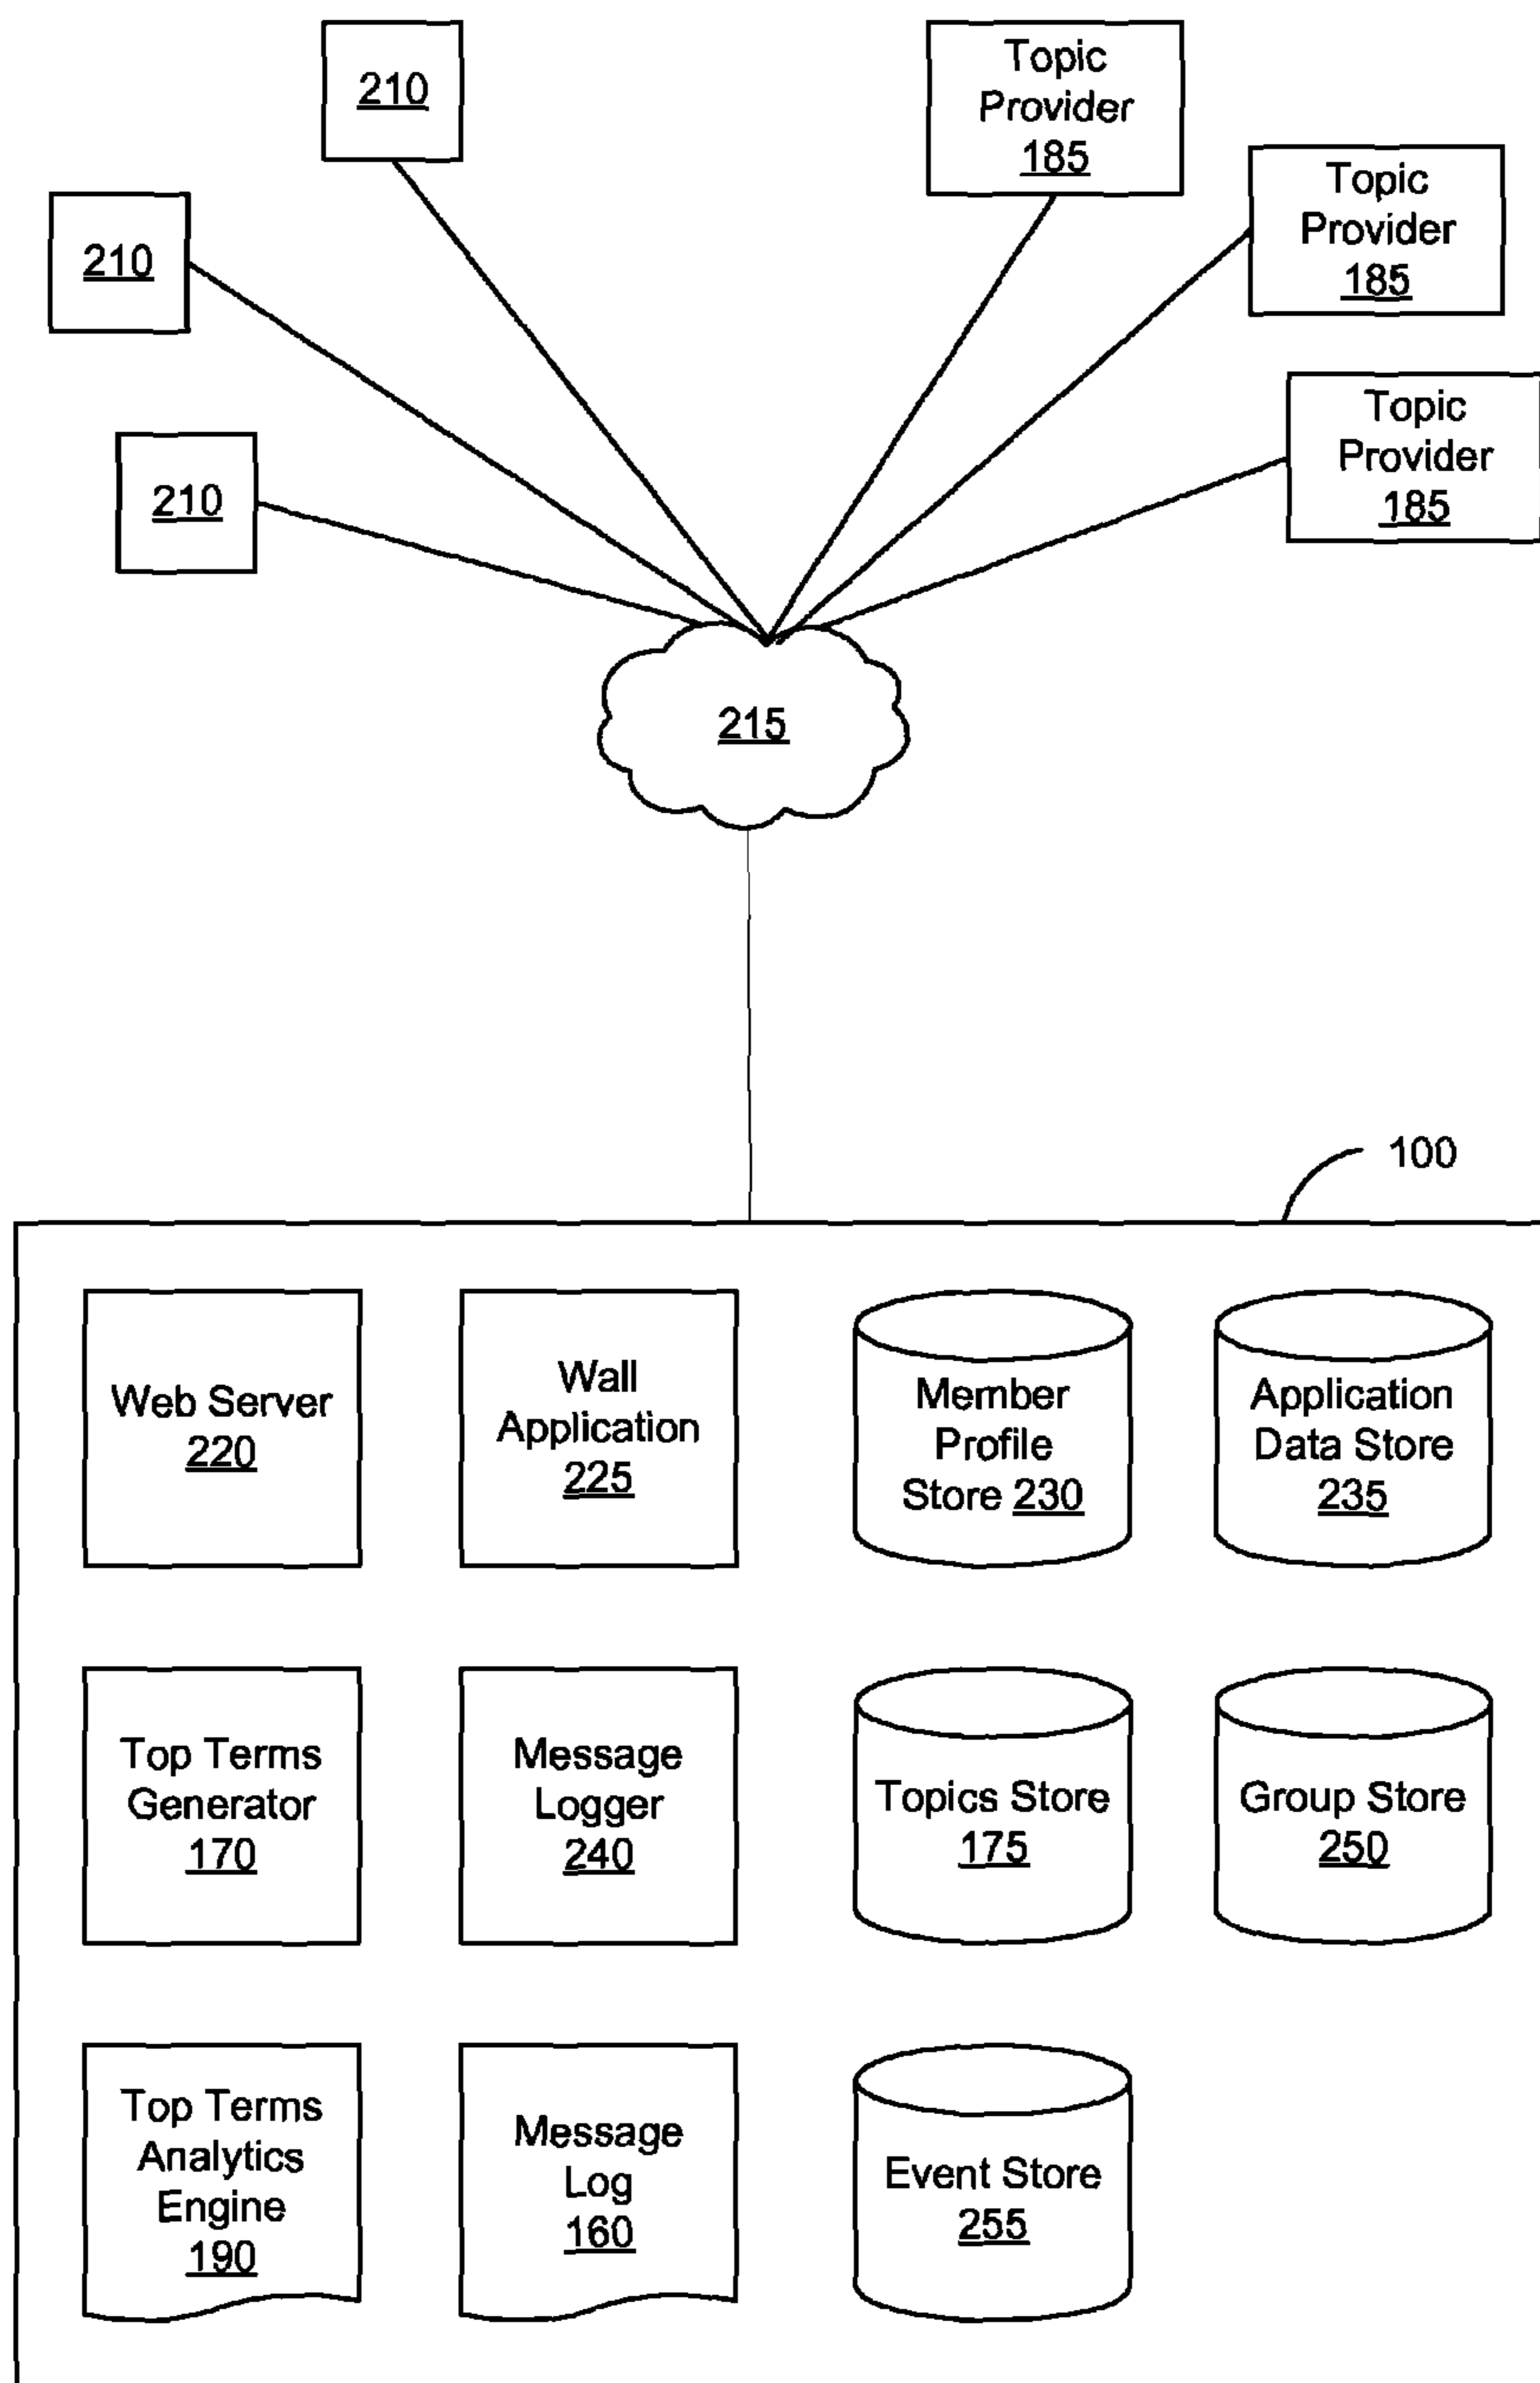 210
Topic
Provider
185
Topic
Provider
185
210
Topic
Provider
185
210
215
100
Web Server
220
Wall
Application
225
Member
Profile
Store 230
Application
Data Store
235
Top Terms
Generator
170
Message
Logger
240
Topics Store
175
Group Store
250
Top Terms
Analytics
Engine
190
Message
Log
160
Event Store
255